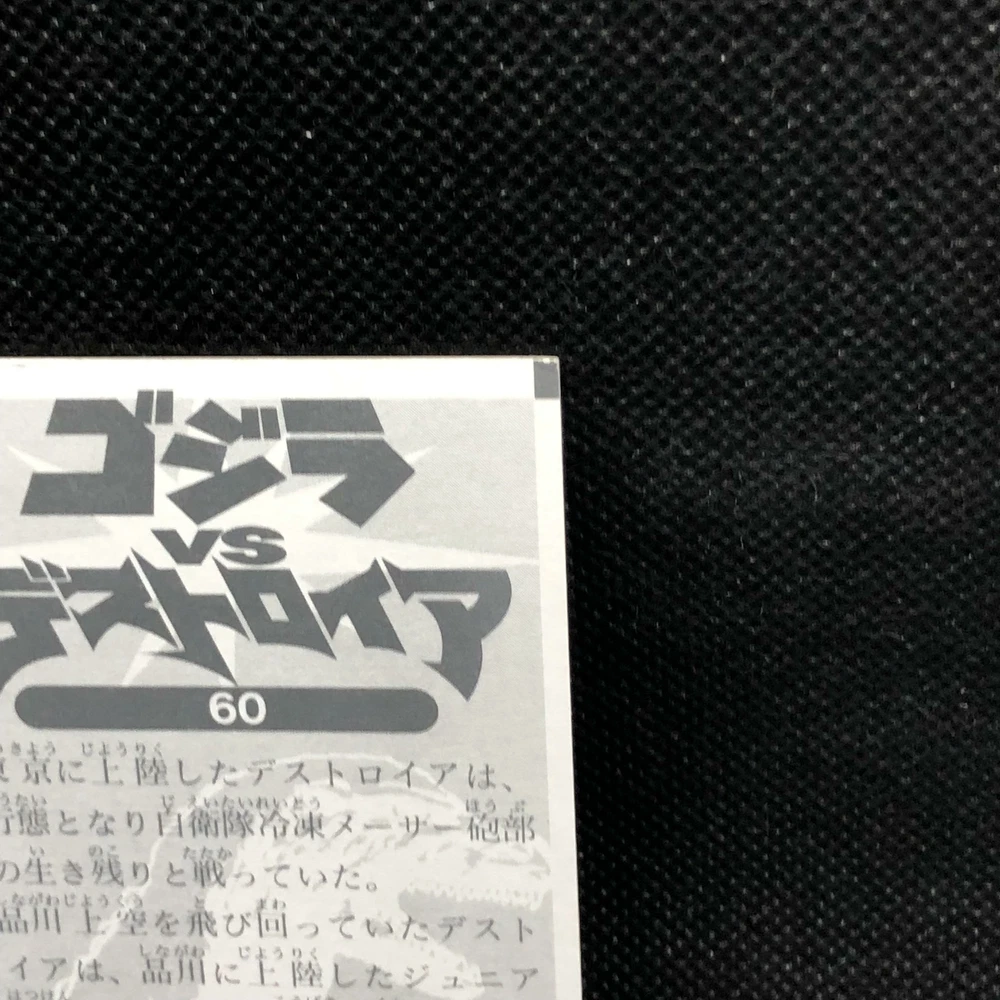 ゴジラ
VS
デストロイア
60
京に上陸したデストロイアは、
態となり自衛隊冷凍メーサー砲部
の生き残りと戦っていた。
品川上空を飛び回っていたデスト
イアは、品川に上陸したジュニア